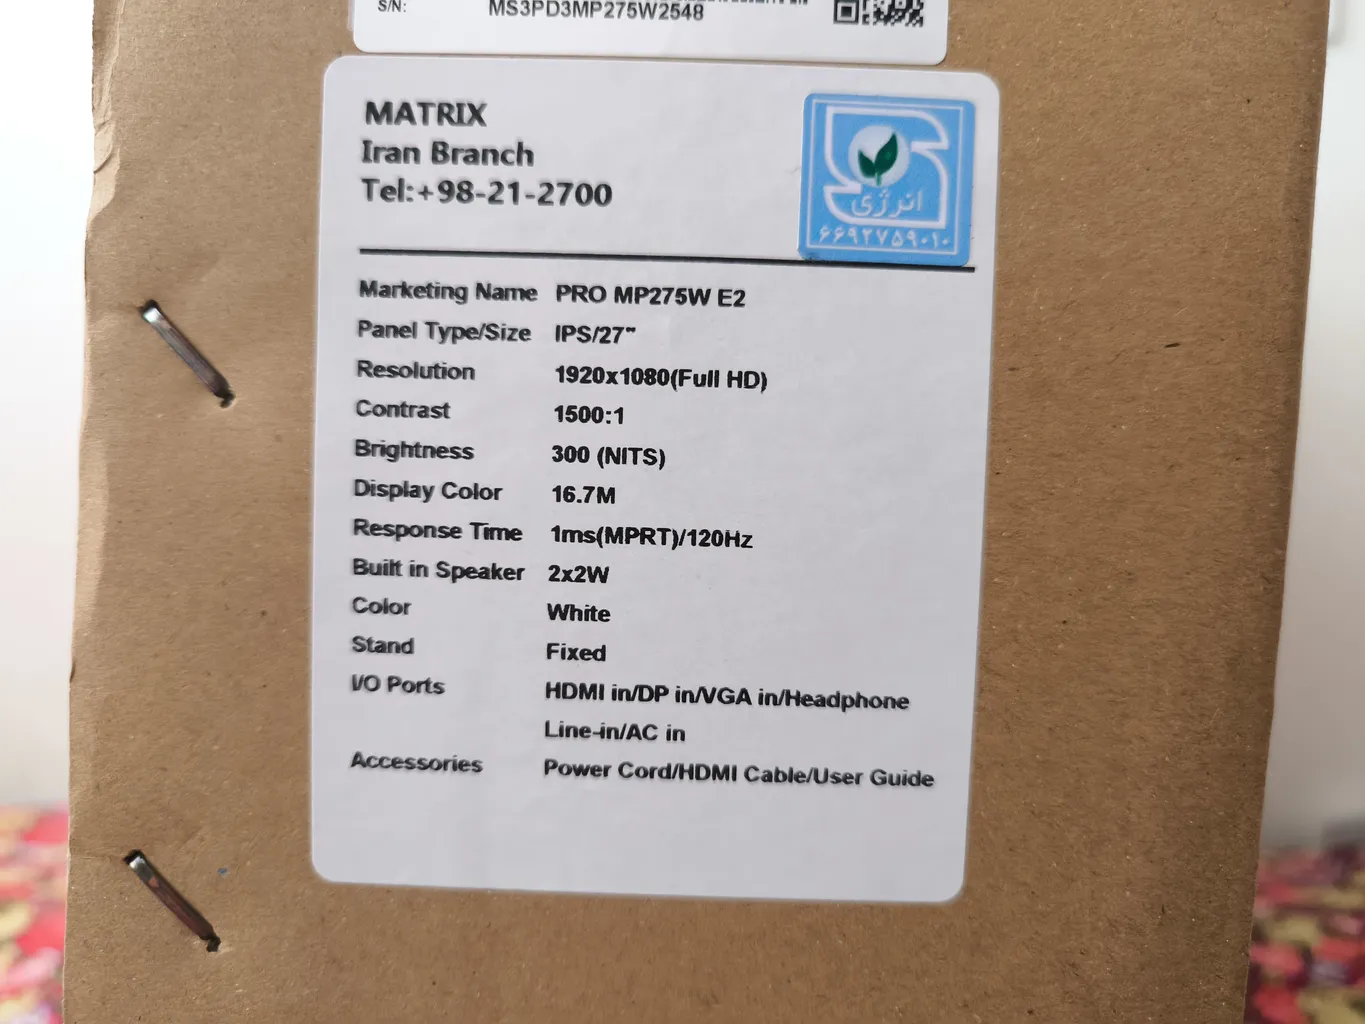 S/N: MS3PD3MP275W2548
MATRIX
Iran Branch
Tel:+98-21-2700
انرژی
۶۶۹۲۷۵۹۰۱۰
Marketing Name PRO MP275W E2
Panel Type/Size IPS/27"
Resolution 1920x1080(Full HD)
Contrast 1500:1
Brightness 300 (NITS)
Display Color 16.7M
Response Time 1ms(MPRT)/120Hz
Built in Speaker 2x2W
Color White
Stand Fixed
I/O Ports HDMI in/DP in/VGA in/Headphone
Line-in/AC in
Accessories Power Cord/HDMI Cable/User Guide